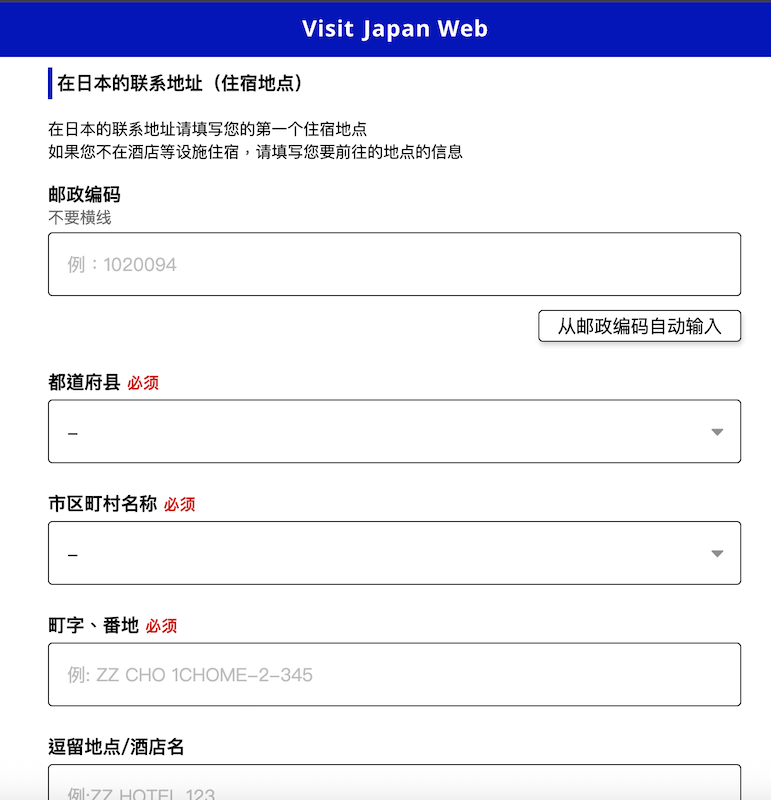 Visit Japan Web
在日本的联系地址（住宿地点）
在日本的联系地址请填写您的第一个住宿地点
如果您不在酒店等设施住宿，请填写您要前往的地点的信息
邮政编码
不要横线
例：1020094
从邮政编码自动输入
都道府县 必须
–
市区町村名称 必须
–
町字、番地 必须
例: ZZ CHO 1CHOME-2-345
逗留地点/酒店名
例:ZZ HOTEL 123